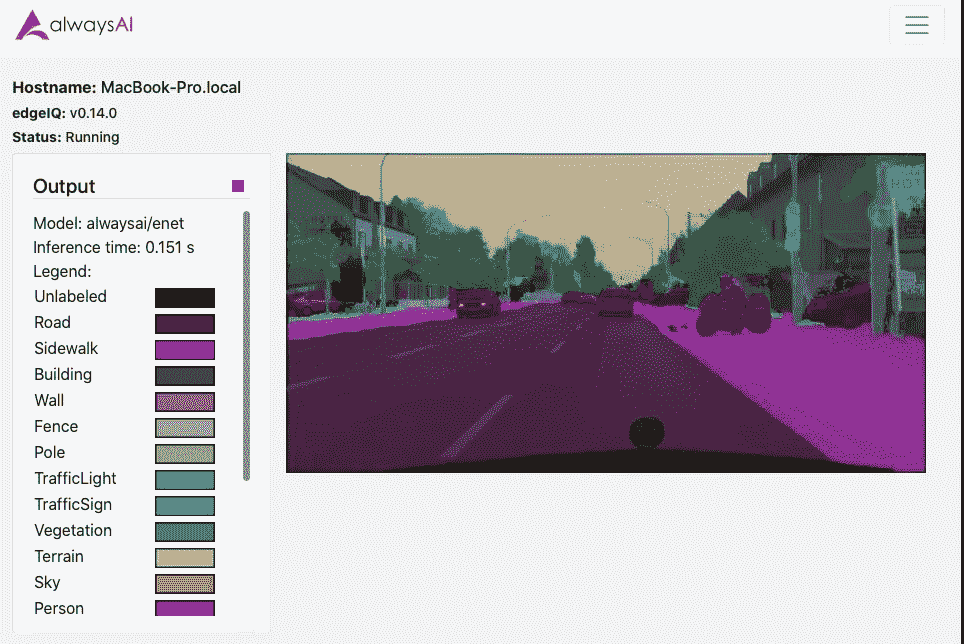 alwaysAI
Hostname: MacBook-Pro.local
edgeIQ: v0.14.0
Status: Running
Output
Model: alwaysai/enet
Inference time: 0.151 s
Legend:
Unlabeled
Road
Sidewalk
Building
Wall
Fence
Pole
TrafficLight
TrafficSign
Vegetation
Terrain
Sky
Person